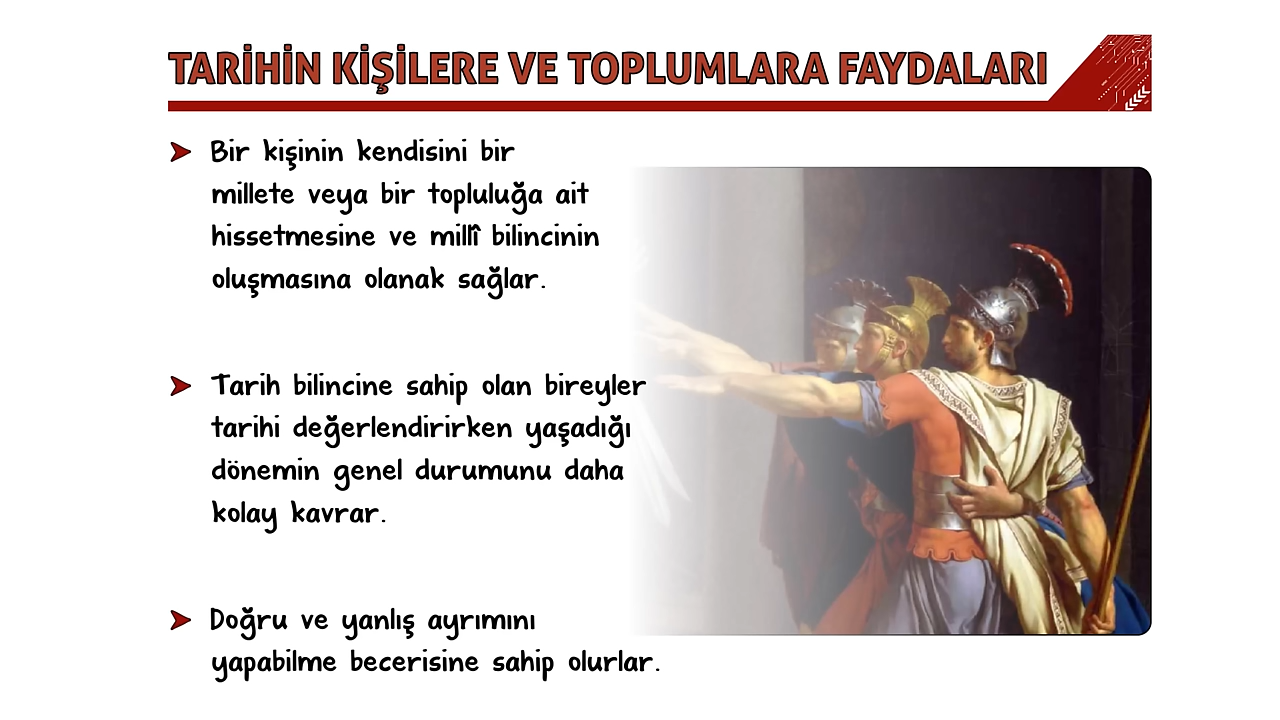 TARİHİN KİŞİLERE VE TOPLUMLARA FAYDALARI
Bir kişinin kendisini bir
millete veya bir topluluğa ait
hissetmesine ve millî bilincinin
oluşmasına olanak sağlar.
Tarih bilincine sahip olan bireyler
tarihi değerlendirirken yaşadığı
dönemin genel durumunu daha
kolay kavrar.
Doğru ve yanlış ayrımını
yapabilme becerisine sahip olurlar.